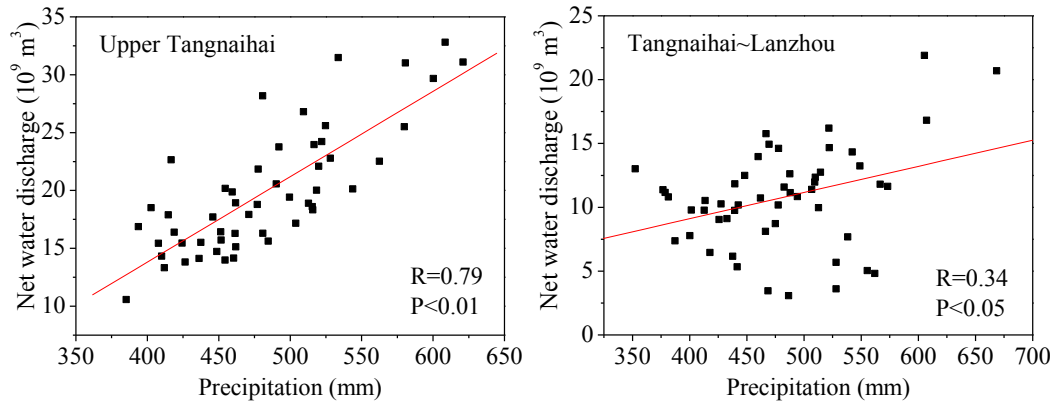 Upper Tangnaihai
Net water discharge (10⁹ m³)
35
30
25
20
15
10
R=0.79
P<0.01
350 400 450 500 550 600 650
Precipitation (mm)
Tangnaihai~Lanzhou
Net water discharge (10⁹ m³)
25
20
15
10
5
0
R=0.34
P<0.05
350 400 450 500 550 600 650 700
Precipitation (mm)